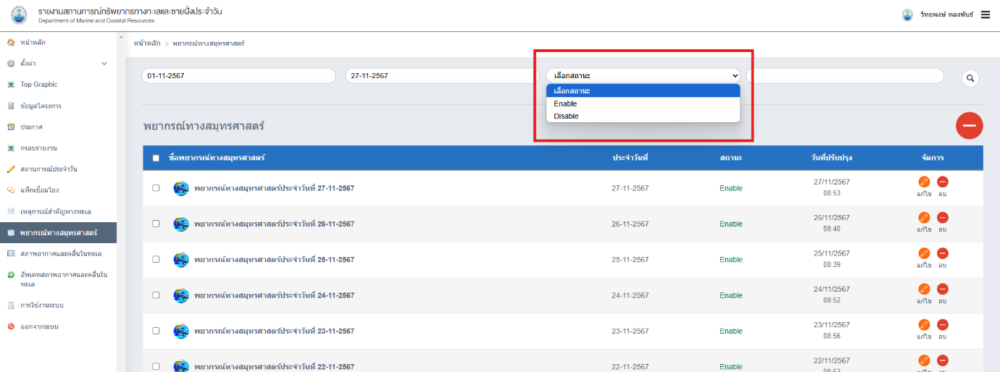 รายงานสถานการณ์ทรัพยากรทางทะเลและชายฝั่งประจำวัน
Department of Marine and Coastal Resources
วิทยพงษ์ ทองพันธ์
หน้าหลัก
ตั้งค่า
Top Graphic
ข้อมูลโครงการ
ประกาศ
กรอบรายงาน
สถานการณ์ประจำวัน
แท็กเชื่อมโยง
เหตุการณ์สำคัญทางทะเล
พยากรณ์ทางสมุทรศาสตร์
สภาพอากาศและคลื่นในทะเล
อัพเดทสภาพอากาศและคลื่นใน
ทะเล
การใช้งานระบบ
ออกจากระบบ
หน้าหลัก > พยากรณ์ทางสมุทรศาสตร์
01-11-2567 27-11-2567 เลือกสถานะ
เลือกสถานะ
Enable
Disable
พยากรณ์ทางสมุทรศาสตร์
ชื่อพยากรณ์ทางสมุทรศาสตร์ ประจำวันที่ สถานะ วันที่ปรับปรุง จัดการ
พยากรณ์ทางสมุทรศาสตร์ประจำวันที่ 27-11-2567 27-11-2567 Enable 27/11/2567
08:53 แก้ไข ลบ
พยากรณ์ทางสมุทรศาสตร์ประจำวันที่ 26-11-2567 26-11-2567 Enable 26/11/2567
08:40 แก้ไข ลบ
พยากรณ์ทางสมุทรศาสตร์ประจำวันที่ 25-11-2567 25-11-2567 Enable 25/11/2567
08:39 แก้ไข ลบ
พยากรณ์ทางสมุทรศาสตร์ประจำวันที่ 24-11-2567 24-11-2567 Enable 24/11/2567
08:52 แก้ไข ลบ
พยากรณ์ทางสมุทรศาสตร์ประจำวันที่ 23-11-2567 23-11-2567 Enable 23/11/2567
08:56 แก้ไข ลบ
พยากรณ์ทางสมุทรศาสตร์ประจำวันที่ 22-11-2567 22-11-2567 Enable 22/11/2567